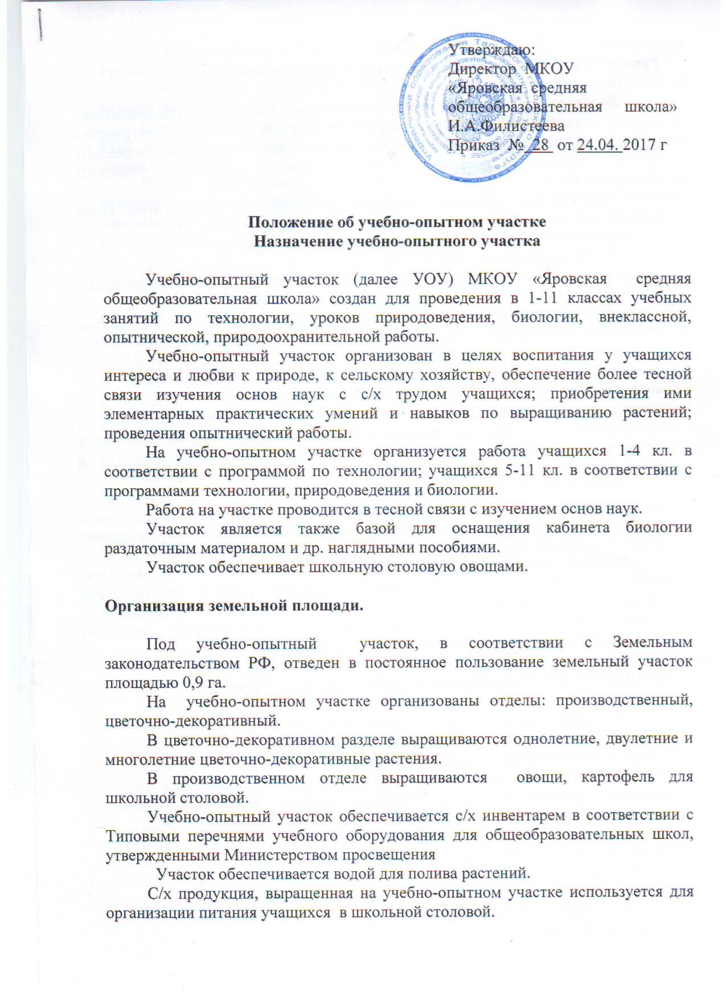 Утверждаю:
Директор МКОУ
«Яровская средняя
общеобразовательная школа»
И.А.Филистеева
Приказ № 28 от 24.04. 2017 г
Положение об учебно-опытном участке
Назначение учебно-опытного участка
Учебно-опытный участок (далее УОУ) МКОУ «Яровская средняя
общеобразовательная школа» создан для проведения в 1-11 классах учебных
занятий по технологии, уроков природоведения, биологии, внеклассной,
опытнической, природоохранительной работы.
Учебно-опытный участок организован в целях воспитания у учащихся
интереса и любви к природе, к сельскому хозяйству, обеспечение более тесной
связи изучения основ наук с с/х трудом учащихся; приобретения ими
элементарных практических умений и навыков по выращиванию растений;
проведения опытнический работы.
На учебно-опытном участке организуется работа учащихся 1-4 кл. в
соответствии с программой по технологии; учащихся 5-11 кл. в соответствии с
программами технологии, природоведения и биологии.
Работа на участке проводится в тесной связи с изучением основ наук.
Участок является также базой для оснащения кабинета биологии
раздаточным материалом и др. наглядными пособиями.
Участок обеспечивает школьную столовую овощами.
Организация земельной площади.
Под учебно-опытный участок, в соответствии с Земельным
законодательством РФ, отведен в постоянное пользование земельный участок
площадью 0,9 га.
На учебно-опытном участке организованы отделы: производственный,
цветочно-декоративный.
В цветочно-декоративном разделе выращиваются однолетние, двулетние и
многолетние цветочно-декоративные растения.
В производственном отделе выращиваются овощи, картофель для
школьной столовой.
Учебно-опытный участок обеспечивается с/х инвентарем в соответствии с
Типовыми перечнями учебного оборудования для общеобразовательных школ,
утвержденными Министерством просвещения
Участок обеспечивается водой для полива растений.
С/х продукция, выращенная на учебно-опытном участке используется для
организации питания учащихся в школьной столовой.